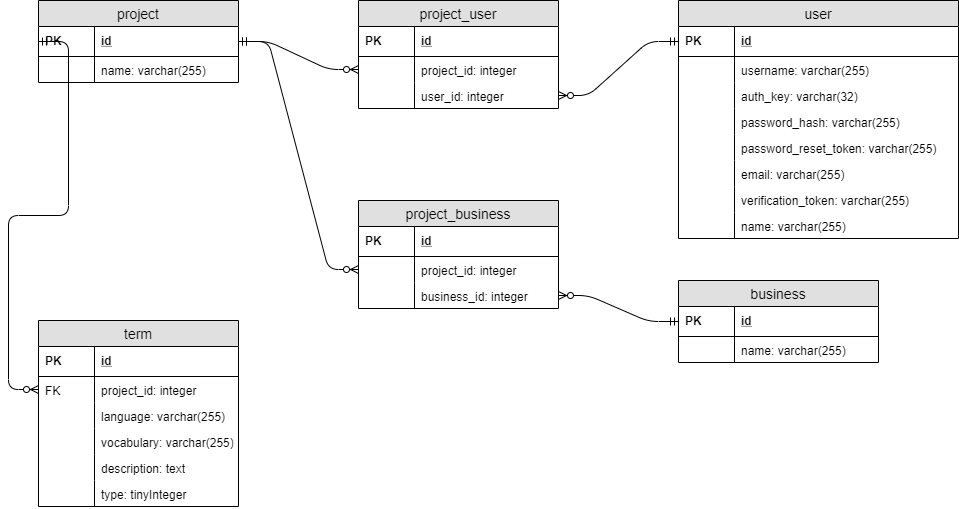 project
PK id
name: varchar(255)
project_user
PK id
project_id: integer
user_id: integer
user
PK id
username: varchar(255)
auth_key: varchar(32)
password_hash: varchar(255)
password_reset_token: varchar(255)
email: varchar(255)
verification_token: varchar(255)
name: varchar(255)
project_business
PK id
project_id: integer
business_id: integer
business
PK id
name: varchar(255)
term
PK id
FK project_id: integer
language: varchar(255)
vocabulary: varchar(255)
description: text
type: tinyInteger